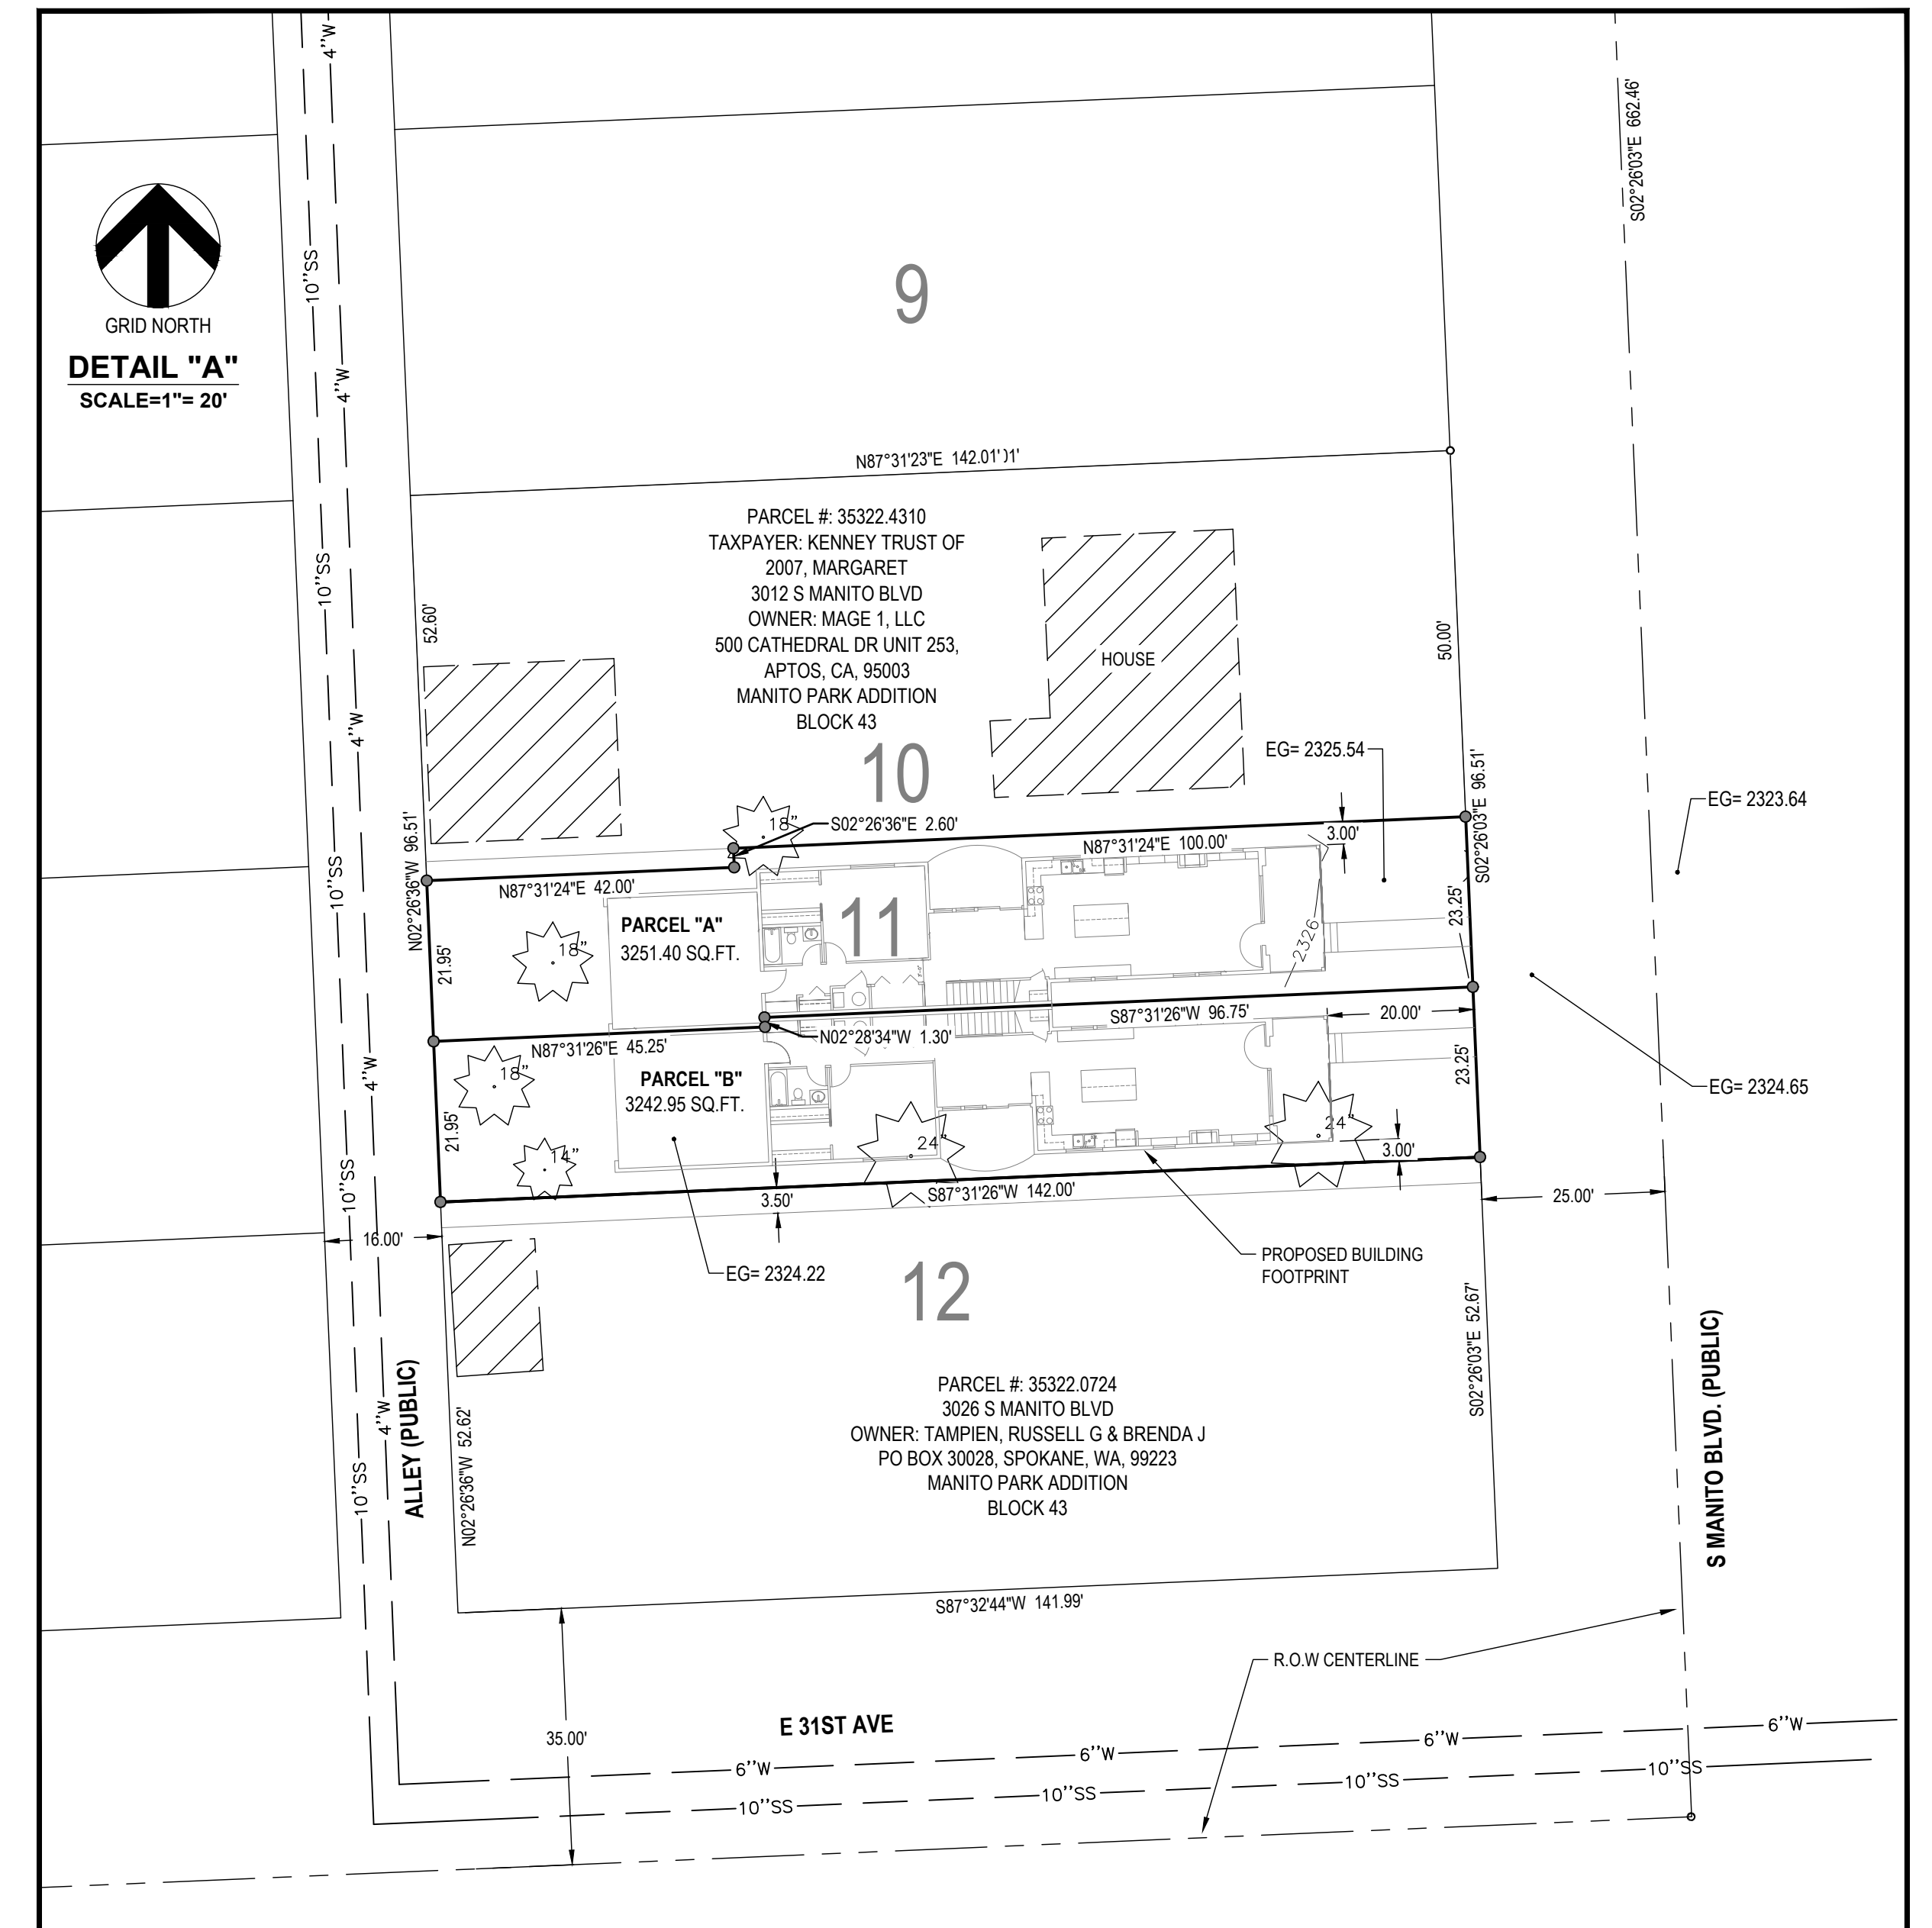 4''W
S02°26'03"E 662.46'
10''SS
GRID NORTH
DETAIL "A"
SCALE=1"= 20'
9
4''W
N87°31'23"E 142.01'
PARCEL #: 35322.4310
TAXPAYER: KENNEY TRUST OF
2007, MARGARET
3012 S MANITO BLVD
OWNER: MAGE 1, LLC
500 CATHEDRAL DR UNIT 253,
APTOS, CA, 95003
MANITO PARK ADDITION
BLOCK 43
10''SS
52.60'
50.00'
HOUSE
4''W
10
EG= 2325.54
S02°26'03"E 96.51'
EG= 2323.64
18"
S02°26'36"E 2.60'
3.00'
N87°31'24"E 100.00'
10''SS
N02°26'36"W 96.51'
N87°31'24"E 42.00'
PARCEL "A"
3251.40 SQ.FT.
11
23.25'
2326
18"
21.95'
S87°31'26"W 96.75'
20.00'
N02°28'34"W 1.30'
N87°31'26"E 45.25'
4''W
18"
PARCEL "B"
3242.95 SQ.FT.
23.25'
EG= 2324.65
21.95'
24"
24"
14"
3.00'
10''SS
3.50'
S87°31'26"W 142.00'
25.00'
16.00'
EG= 2324.22
PROPOSED BUILDING
FOOTPRINT
12
S02°26'03"E 52.67'
PARCEL #: 35322.0724
3026 S MANITO BLVD
OWNER: TAMPIEN, RUSSELL G & BRENDA J
PO BOX 30028, SPOKANE, WA, 99223
MANITO PARK ADDITION
BLOCK 43
4''W
10''SS
ALLEY (PUBLIC)
N02°26'36"W 52.62'
S MANITO BLVD. (PUBLIC)
S87°32'44"W 141.99'
R.O.W CENTERLINE
35.00'
E 31ST AVE
6''W
6''W
6''W
6''W
10''SS
10''SS
10''SS
10''SS